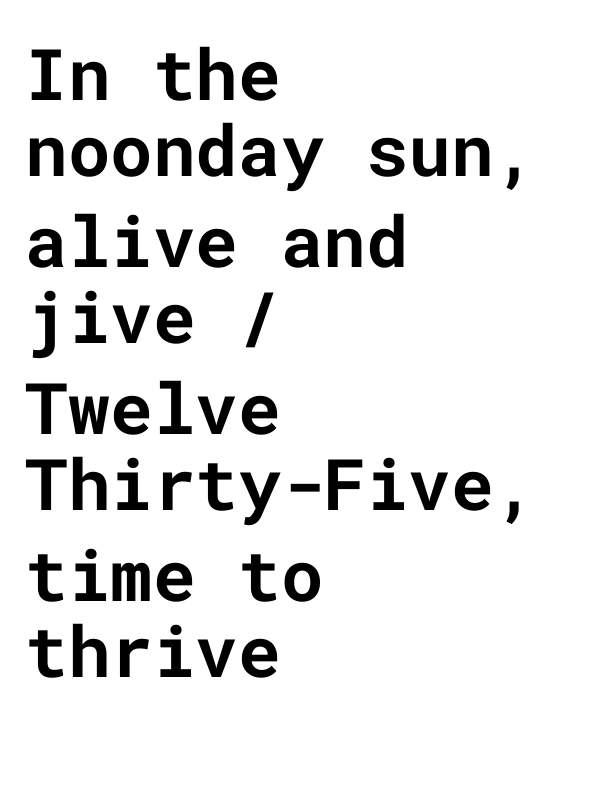 In the
noonday sun,
alive and
jive /
Twelve
Thirty-Five,
time to
thrive